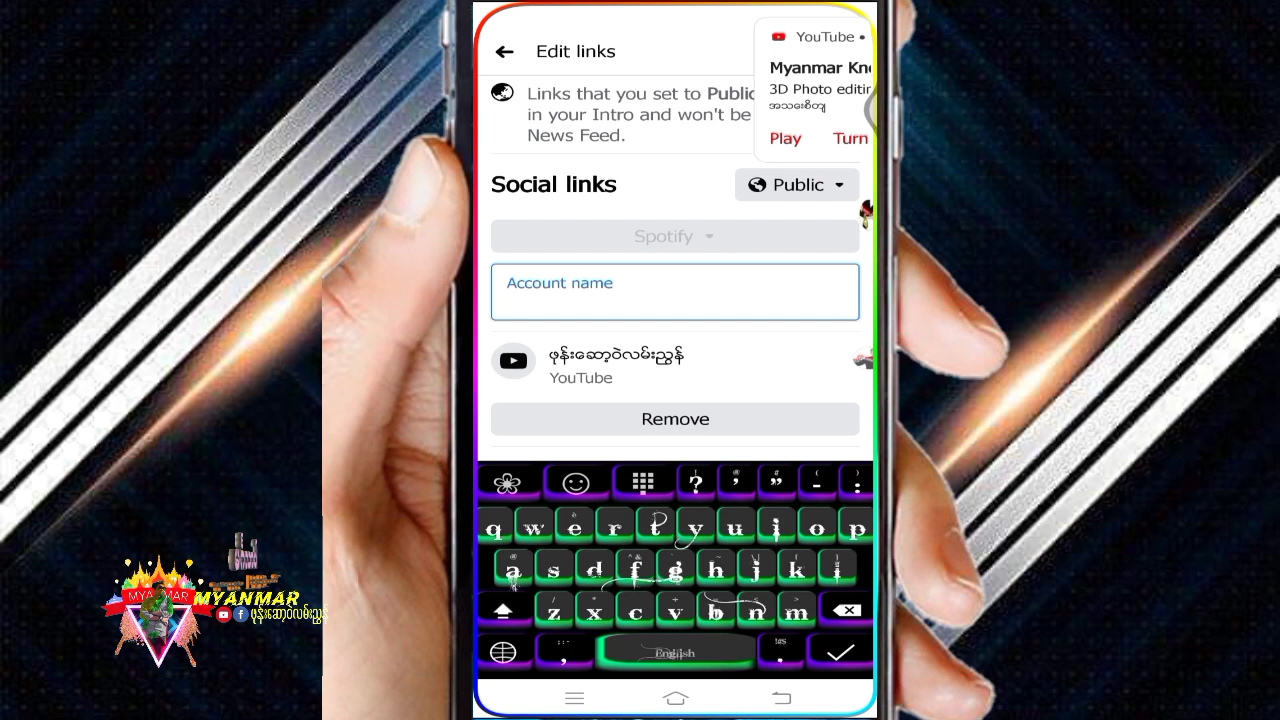 Edit links
YouTube •
Myanmar Kn
3D Photo editin
အသေးစိတ်
Play Turn
Links that you set to Public
in your Intro and won't be
News Feed.
Social links
Public
Spotify
Account name
ဖုန်းဆော့ဝဲလမ်းညွှန်
YouTube
Remove
? ’ ” - :
q w e r t y u i o p
a s d f g h j k l
z x c v b n m
, English .
MYANMAR
MYANMAR
ဖုန်းဆော့ဝဲလမ်းညွှန်